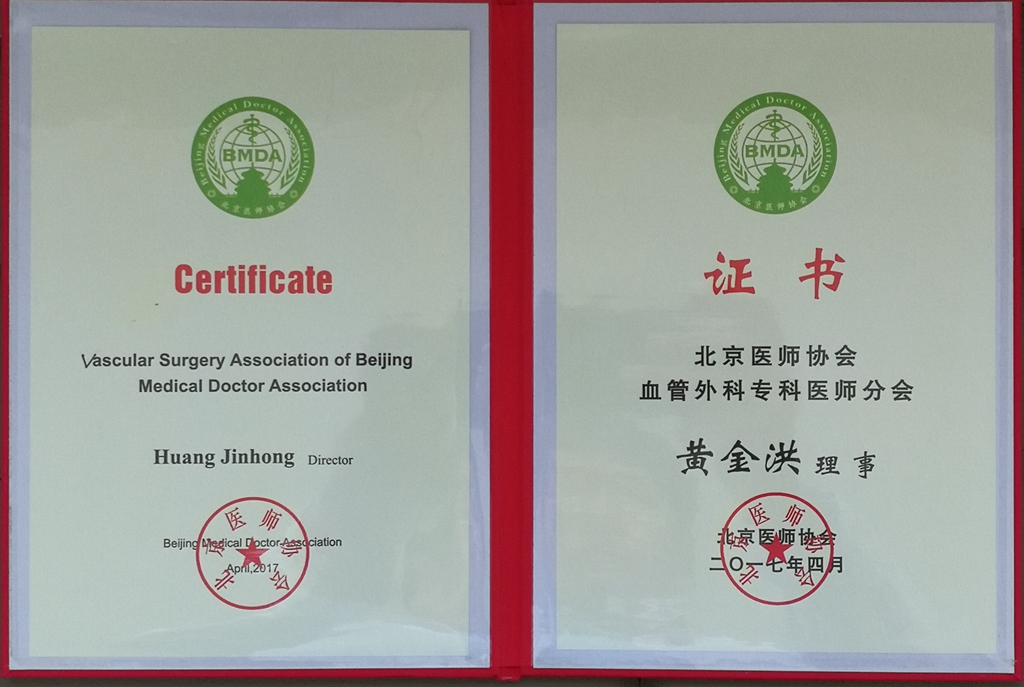 Beijing Medical Doctor Association
BMDA
北京医师协会
Certificate
Vascular Surgery Association of Beijing
Medical Doctor Association
Huang Jinhong Director
Beijing Medical Doctor Association
April,2017
北京医师协会
Beijing Medical Doctor Association
BMDA
北京医师协会
证书
北京医师协会
血管外科专科医师分会
黄金洪 理事
北京医师协会
二〇一七年四月
北京医师协会